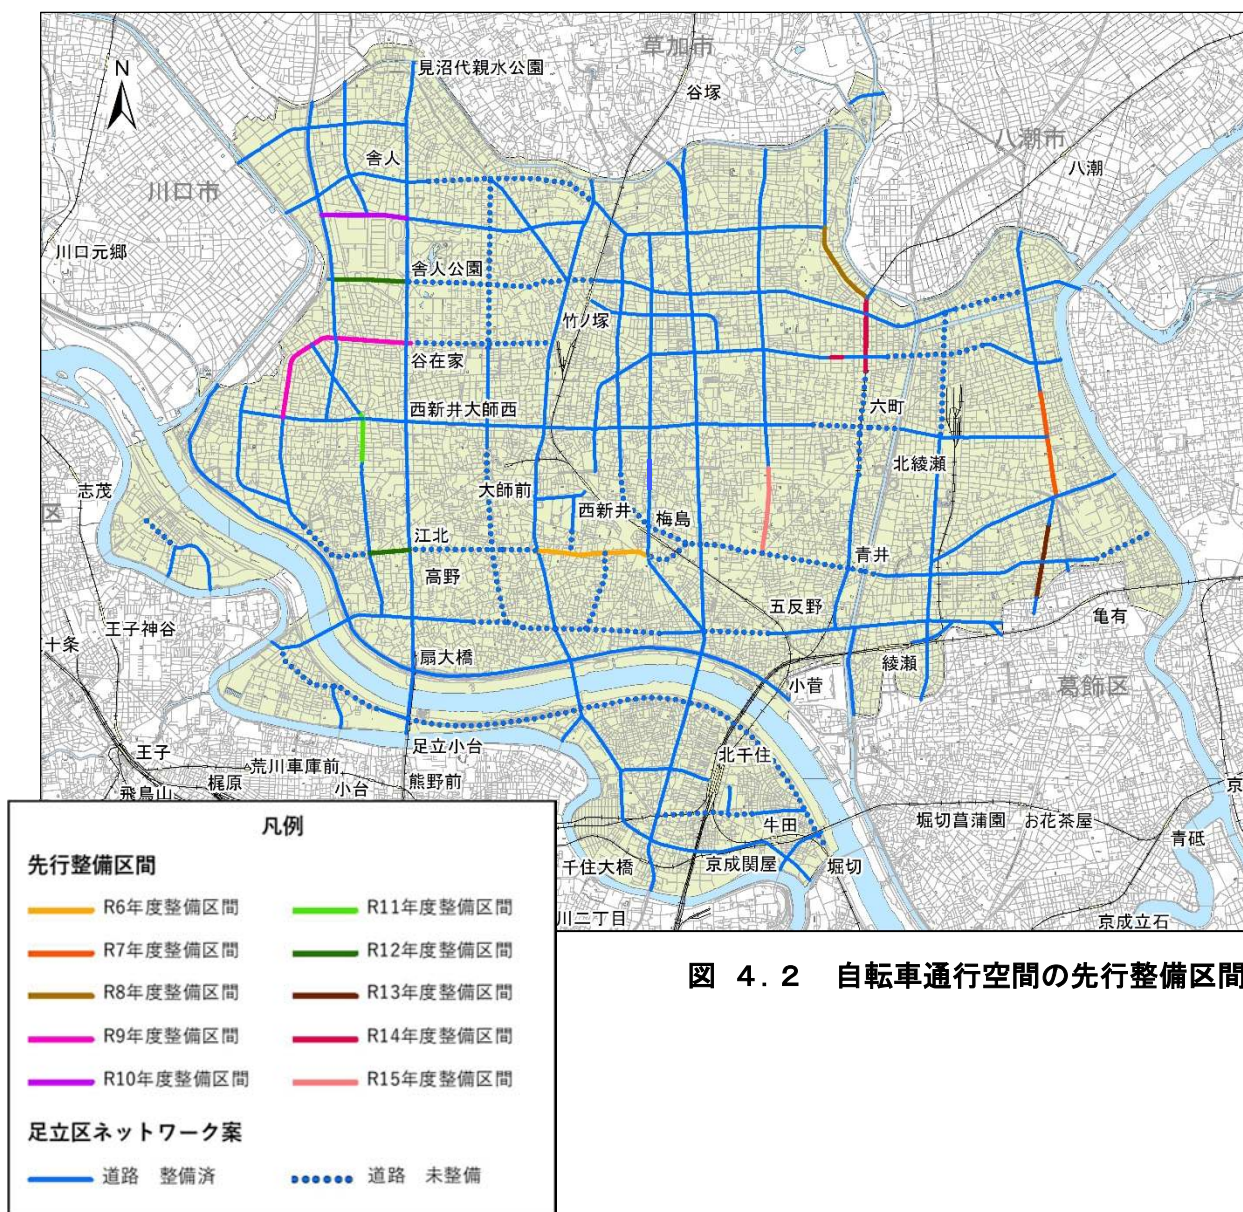 草加市
見沼代親水公園
N
谷塚
八潮市
舎人
八潮
川口市
川口元郷
舎人公園
竹ノ塚
谷在家
西新井大師西
六町
北綾瀬
志茂
大師前
区
西新井
梅島
江北
青井
高野
五反野
亀有
王子神谷
十条
扇大橋
綾瀬
小菅
葛飾区
足立小台
王子
荒川車庫前
北千住
梶原
小台
熊野前
飛鳥山
京
牛田
堀切菖蒲園
お花茶屋
青砥
千住大橋
京成関屋
堀切
川二丁目
京成立石
凡例
先行整備区間
R6年度整備区間
R11年度整備区間
R7年度整備区間
R12年度整備区間
R8年度整備区間
R13年度整備区間
R9年度整備区間
R14年度整備区間
R10年度整備区間
R15年度整備区間
足立区ネットワーク案
道路 整備済
道路 未整備
図 4.2 自転車通行空間の先行整備区間